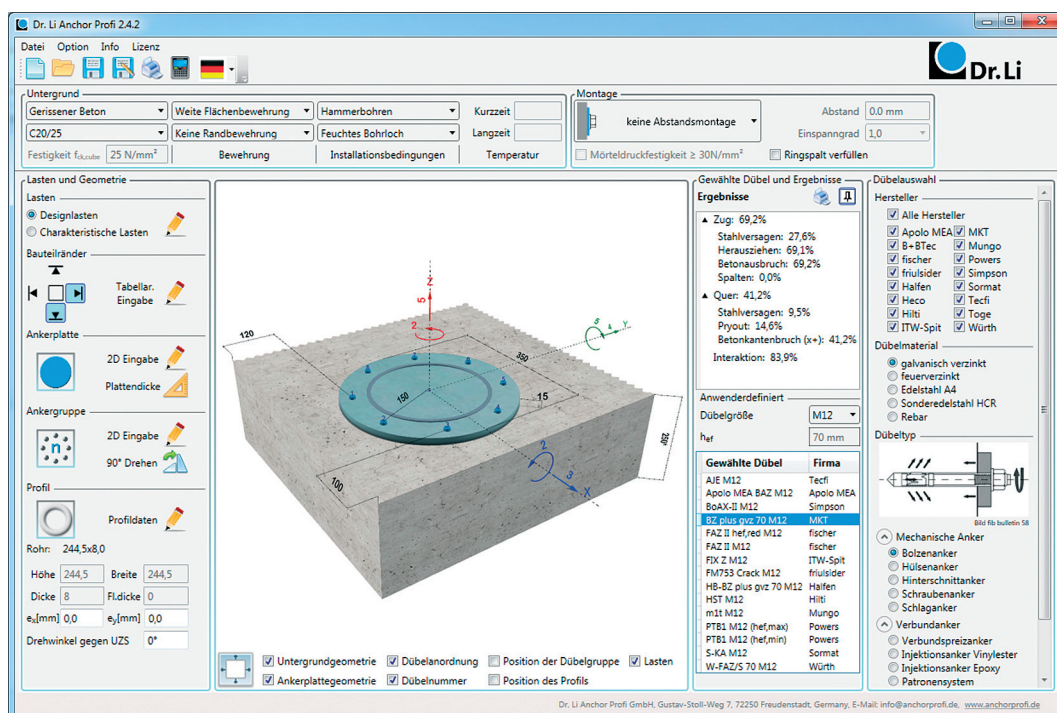 Dr. Li Anchor Profi 2.4.2
Datei Option Info Lizenz
Dr.Li
Untergrund
Gerissener Beton Weite Flächenbewehrung Hammerbohren Kurzzeit
C20/25 Keine Randbewehrung Feuchtes Bohrloch Langzeit
Festigkeit fck,cube 25 N/mm² Bewehrung Installationsbedingungen Temperatur
Montage
keine Abstandsmontage
Abstand 0.0 mm
Einspanngrad 1,0
Mörteldruckfestigkeit ≥ 30N/mm² Ringspalt verfüllen
Lasten und Geometrie
Lasten
Designlasten
Charakteristische Lasten
Bauteilränder
Tabellar.
Eingabe
Ankerplatte
2D Eingabe
Plattendicke
Ankergruppe
n
2D Eingabe
90° Drehen
Profil
Profildaten
Rohr: 244,5x8,0
Höhe 244,5 Breite 244,5
Dicke 8 Fl.dicke 0
ex[mm] 0,0 ey[mm] 0,0
Drehwinkel gegen UZS 0°
Z
5
2
120
350
5
4
Y
150
15
100
2
3
X
250
Untergrundgeometrie Dübelanordnung Position der Dübelgruppe Lasten
Ankerplattegeometrie Dübelnummer Position des Profils
Gewählte Dübel und Ergebnisse
Ergebnisse
Zug: 69,2%
Stahlversagen: 27,6%
Herausziehen: 69,1%
Betonausbruch: 69,2%
Spalten: 0,0%
Quer: 41,2%
Stahlversagen: 9,5%
Pryout: 14,6%
Betonkantenbruch (x+): 41,2%
Interaktion: 83,9%
Anwenderdefiniert
Dübelgröße M12
hef 70 mm
Gewählte Dübel Firma
AJE M12 Tecfi
Apolo MEA BAZ M12 Apolo MEA
BoAX-II M12 Simpson
BZ plus gvz 70 M12 MKT
FAZ II hef,red M12 fischer
FAZ II M12 fischer
FIX Z M12 ITW-Spit
FM753 Crack M12 friulsider
HB-BZ plus gvz 70 M12 Halfen
HST M12 Hilti
m1t M12 Mungo
PTB1 M12 (hef,max) Powers
PTB1 M12 (hef,min) Powers
S-KA M12 Sormat
W-FAZ/S 70 M12 Würth
Dübelauswahl
Hersteller
Alle Hersteller
Apolo MEA MKT
B+BTec Mungo
fischer Powers
friulsider Simpson
Halfen Sormat
Heco Tecfi
Hilti Toge
ITW-Spit Würth
Dübelmaterial
galvanisch verzinkt
feuerverzinkt
Edelstahl A4
Sonderedelstahl HCR
Rebar
Dübeltyp
Bild fib bulletin 58
Mechanische Anker
Bolzenanker
Hülsenanker
Hinterschnittanker
Schraubenanker
Schlaganker
Verbundanker
Verbundspreizanker
Injektionsanker Vinylester
Injektionsanker Epoxy
Patronensystem
Dr. Li Anchor Profi GmbH, Gustav-Stoll-Weg 7, 72250 Freudenstadt, Germany, E-Mail: info@anchorprofi.de, www.anchorprofi.de